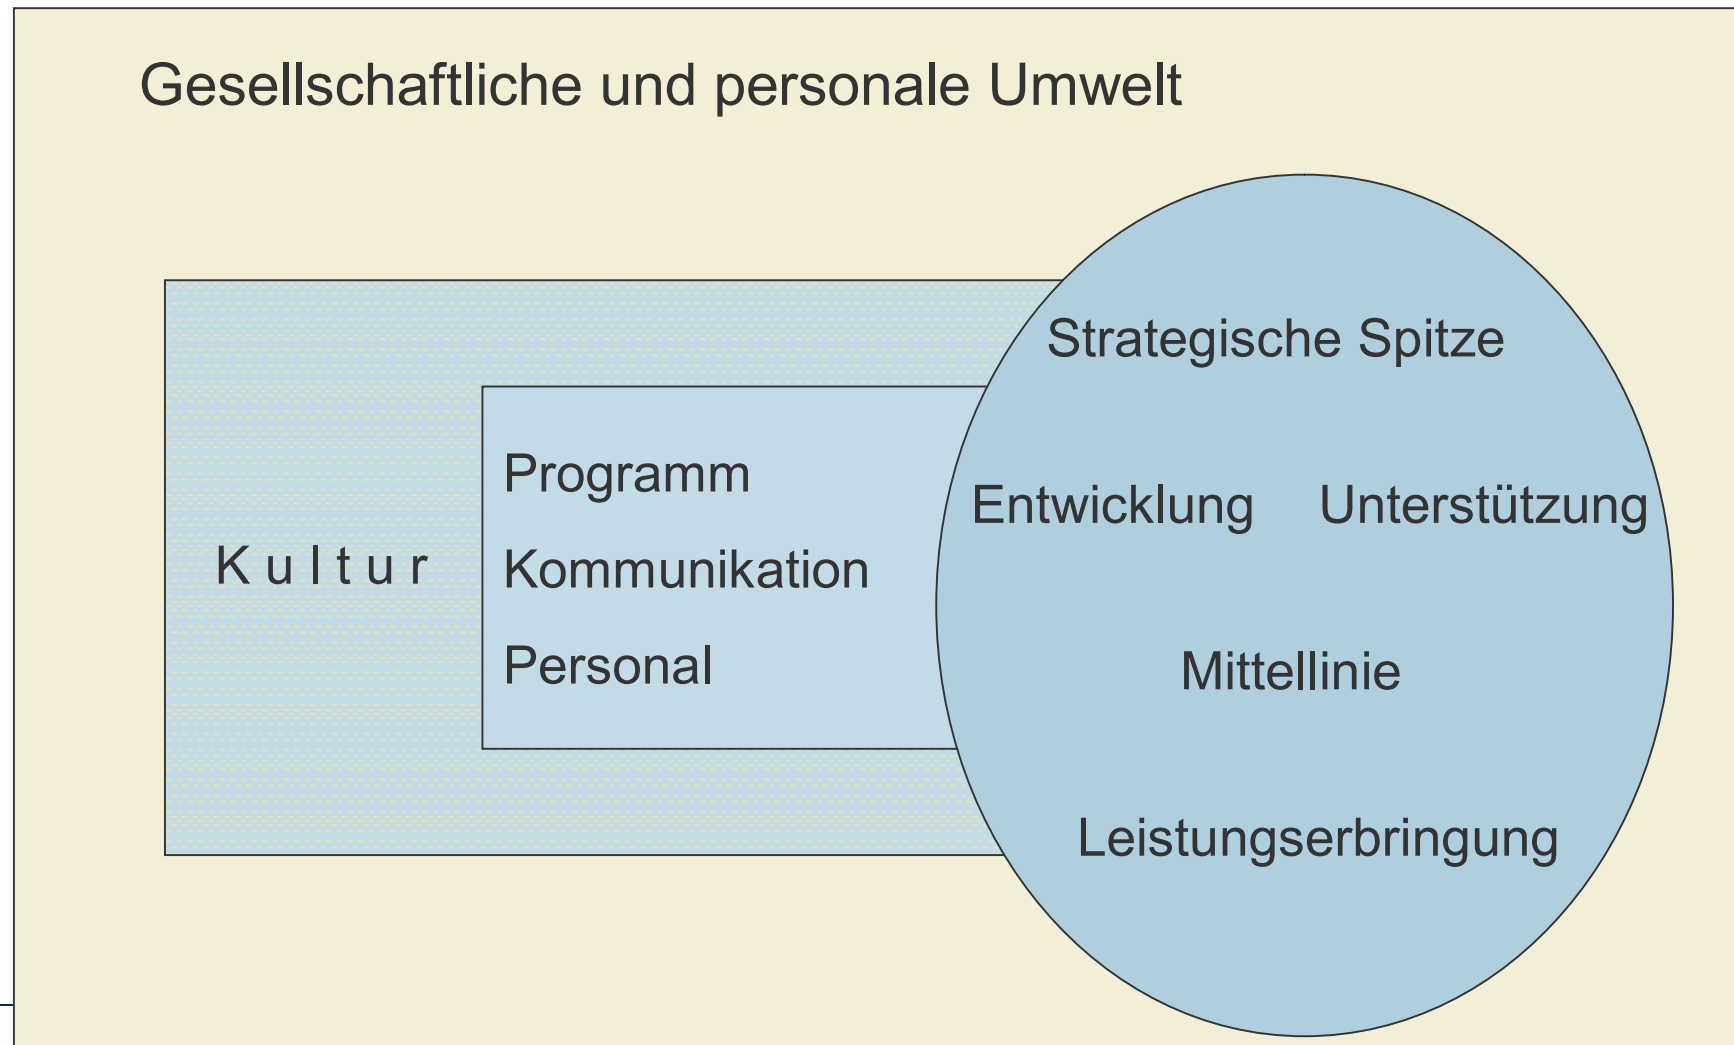 Gesellschaftliche und personale Umwelt
Strategische Spitze
Programm
Entwicklung Unterstützung
K u l t u r
Kommunikation
Personal
Mittellinie
Leistungserbringung